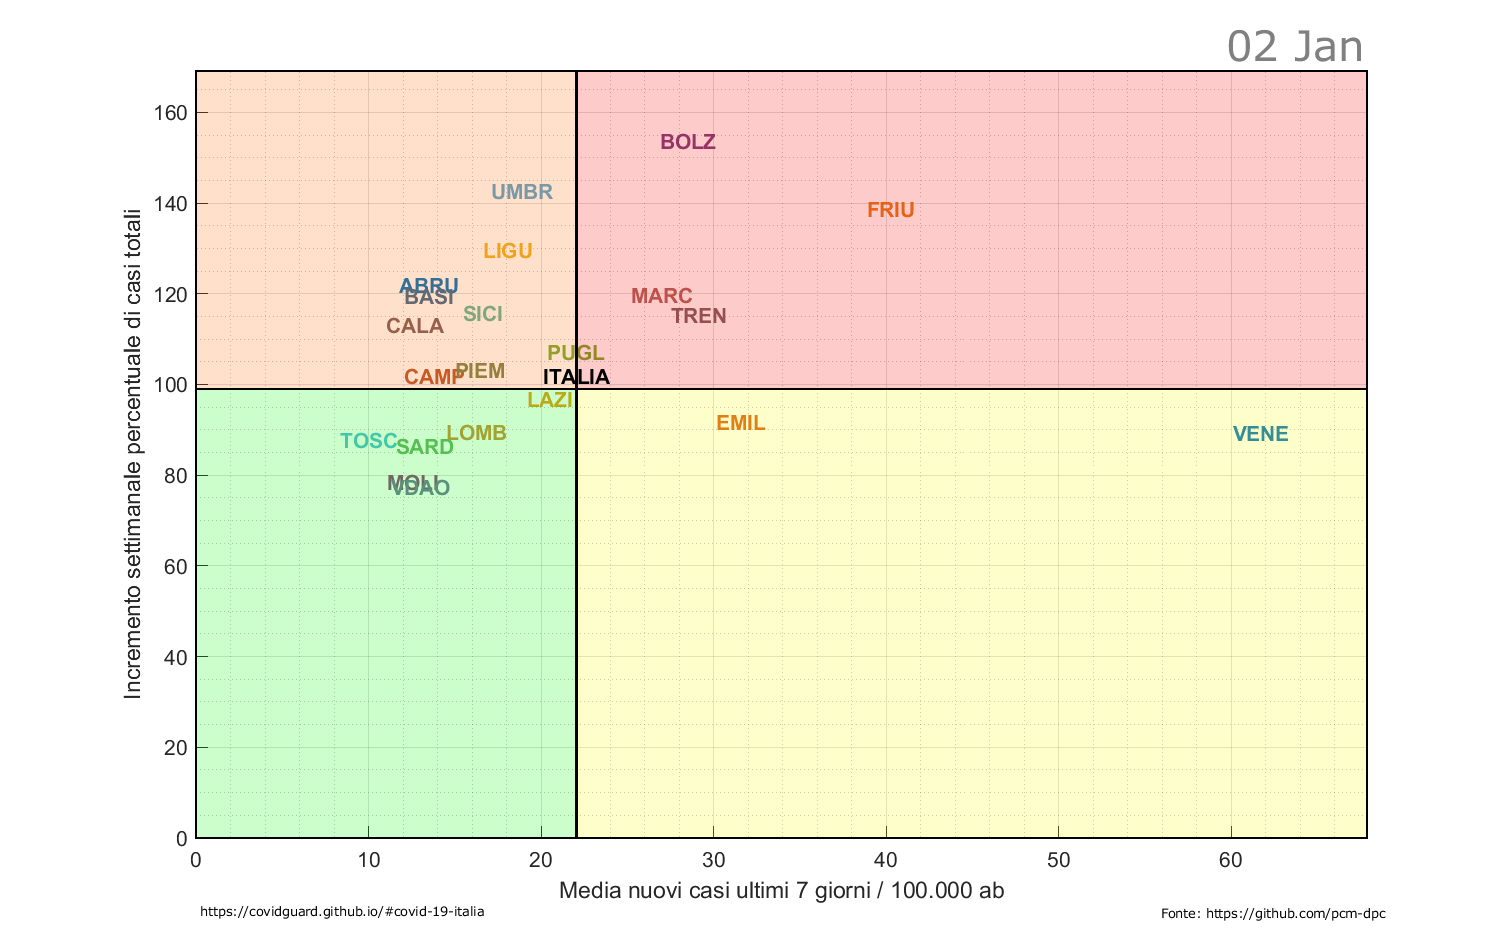 02 Jan
160
140
120
100
80
60
40
20
0
Incremento settimanale percentuale di casi totali
BOLZ
UMBR
FRIU
LIGU
ABRU
BASI
MARC
SICI
TREN
CALA
PUGL
PIEM
CAMP
ITALIA
LAZI
EMIL
LOMB
VENE
TOSC
SARD
MOLI
VDAO
0 10 20 30 40 50 60
Media nuovi casi ultimi 7 giorni / 100.000 ab
https://covidguard.github.io/#covid-19-italia
Fonte: https://github.com/pcm-dpc